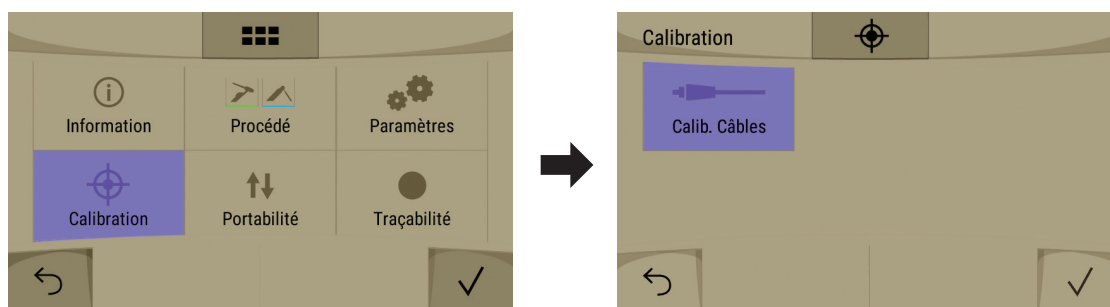 Information
Procédé
Paramètres
Calibration
Portabilité
Traçabilité
Calibration
Calib. Câbles